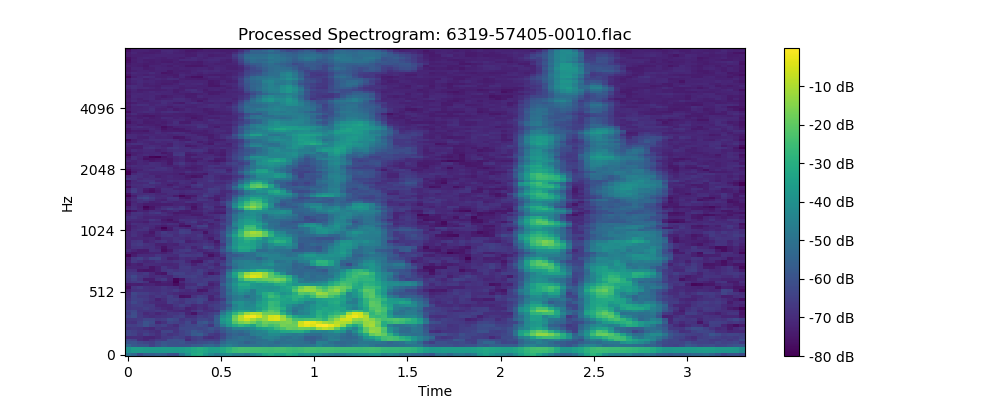 Processed Spectrogram: 6319-57405-0010.flac
Hz
4096
2048
1024
512
0
0
0.5
1
1.5
2
2.5
3
Time
-10 dB
-20 dB
-30 dB
-40 dB
-50 dB
-60 dB
-70 dB
-80 dB